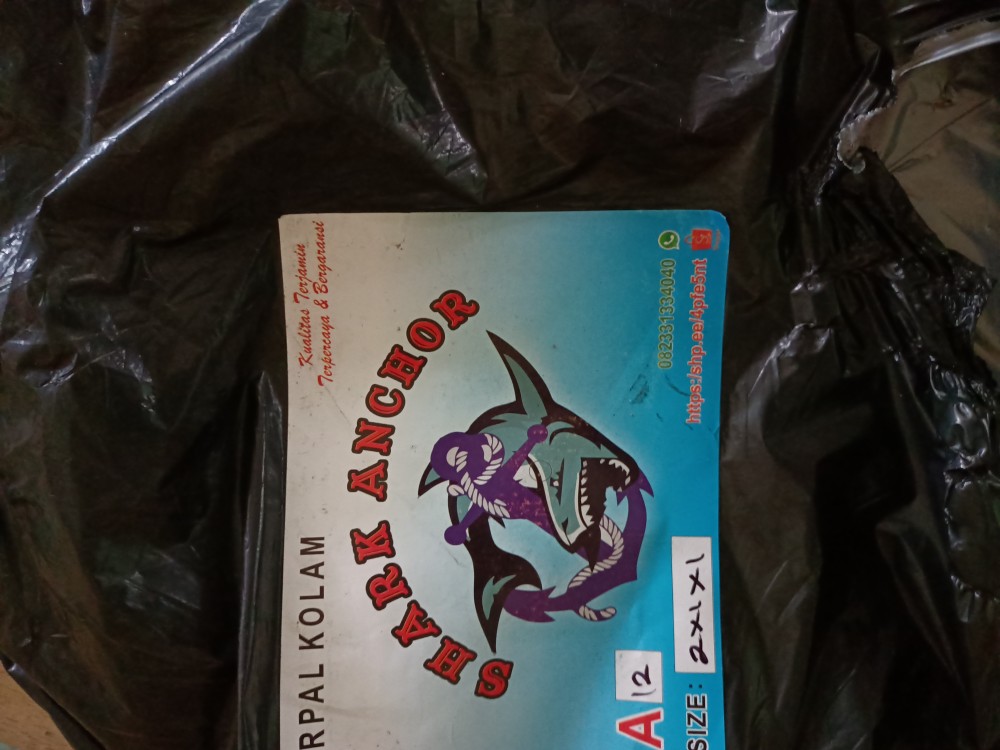 RPAL KOLAM
Kualitas Terjamin
Terpercaya & Bergaransi
SHARK ANCHOR
A 12
SIZE: 2x1x1
082331334040
https:/shp.ee/4pfe5nt